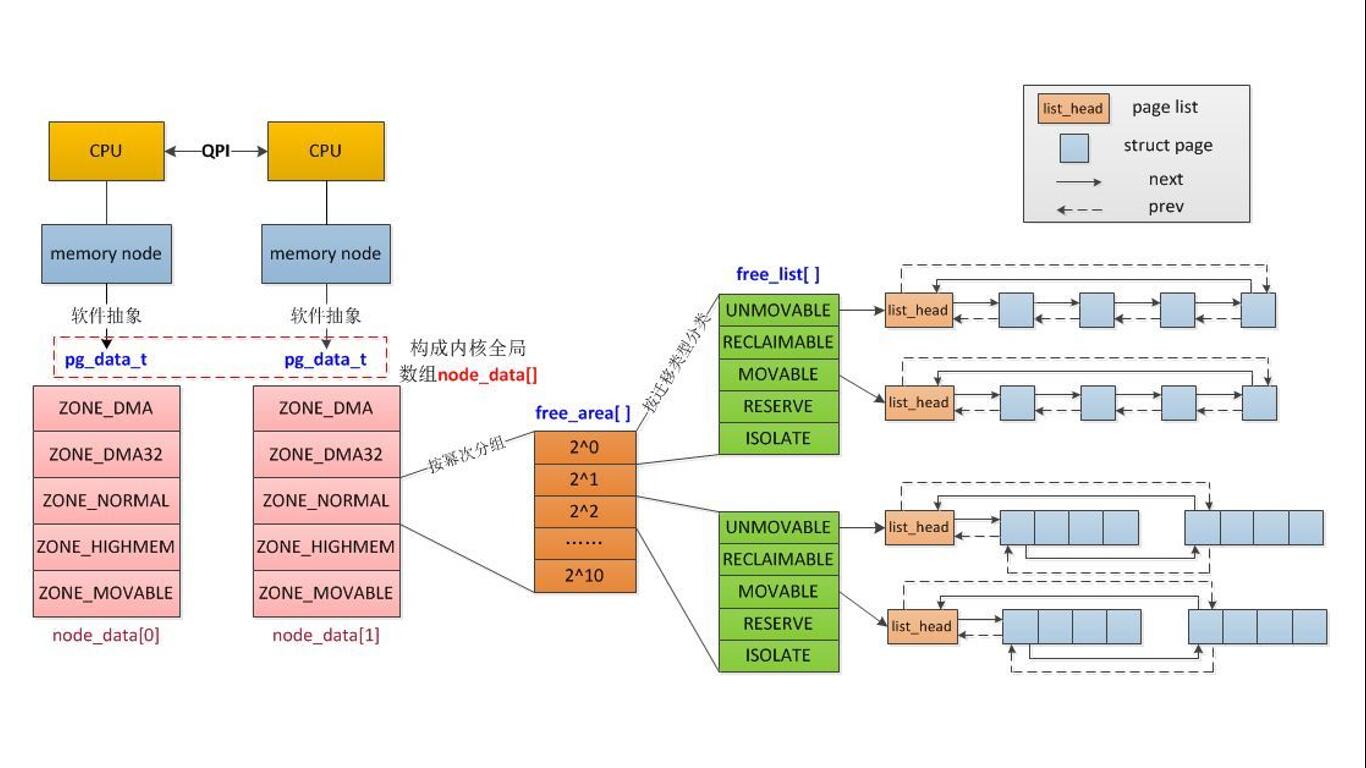 CPU
QPI
CPU
memory node
memory node
软件抽象
软件抽象
pg_data_t
pg_data_t
构成内核全局
数组node_data[]
ZONE_DMA
ZONE_DMA32
ZONE_NORMAL
ZONE_HIGHMEM
ZONE_MOVABLE
node_data[0]
ZONE_DMA
ZONE_DMA32
ZONE_NORMAL
ZONE_HIGHMEM
ZONE_MOVABLE
node_data[1]
按幂次分组
free_area[ ]
2^0
2^1
2^2
......
2^10
按迁移类型分类
free_list[ ]
UNMOVABLE
RECLAIMABLE
MOVABLE
RESERVE
ISOLATE
UNMOVABLE
RECLAIMABLE
MOVABLE
RESERVE
ISOLATE
list_head
list_head
list_head
list_head
list_head
page list
struct page
next
prev